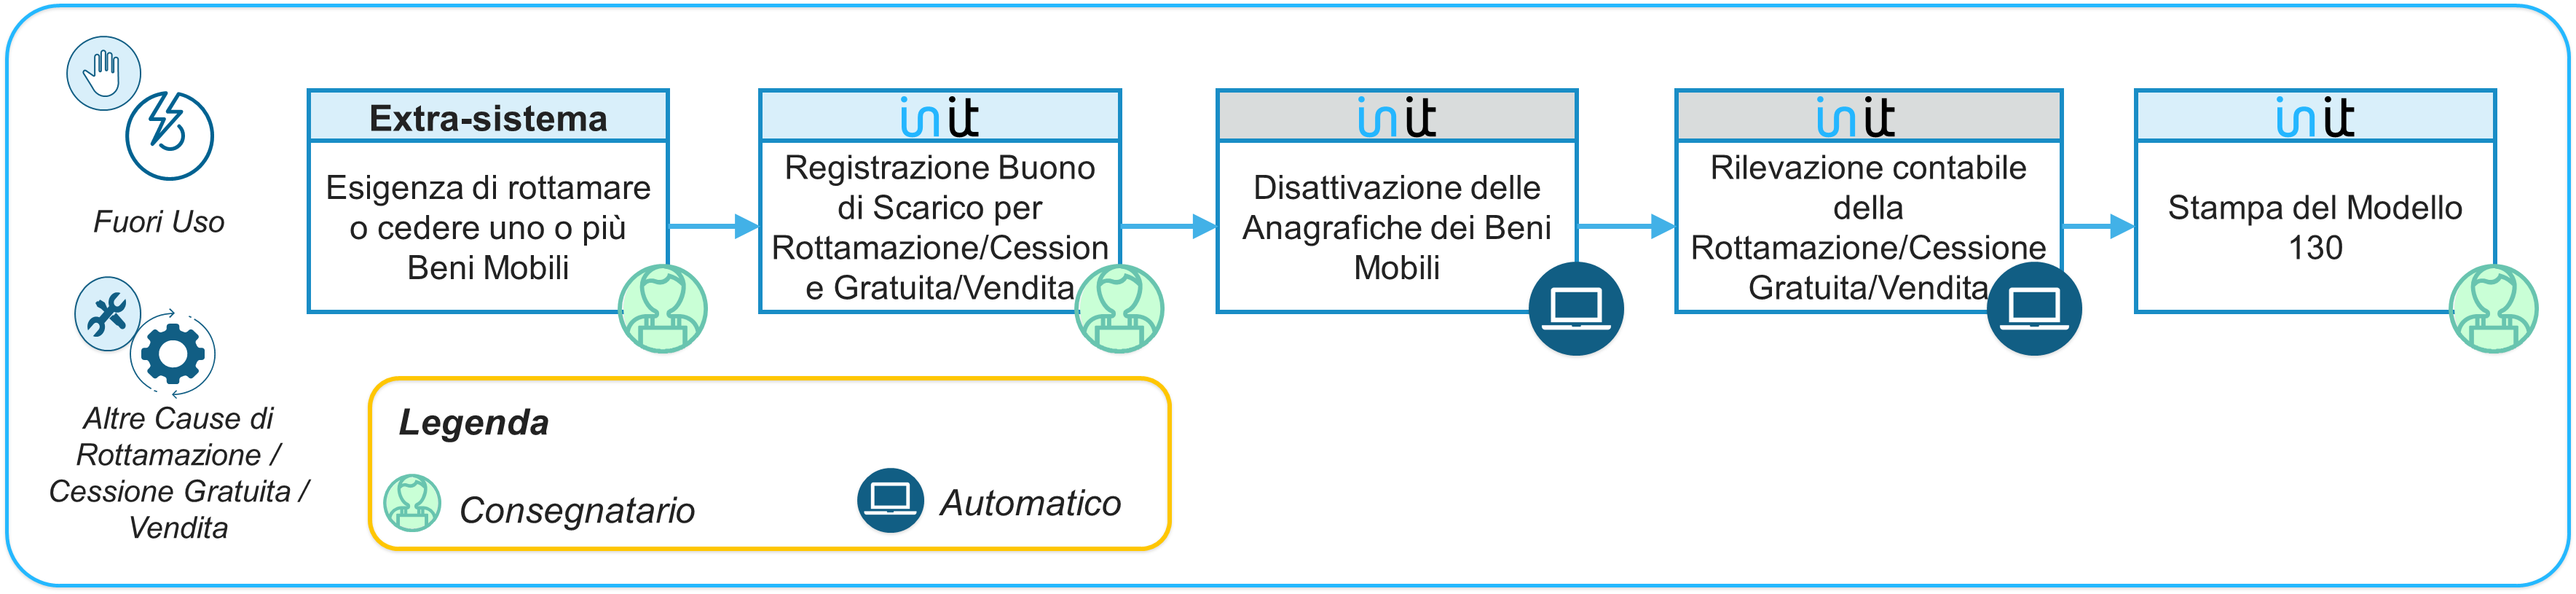 Fuori Uso
Altre Cause di
Rottamazione /
Cessione Gratuita /
Vendita
Extra-sistema
Esigenza di rottamare
o cedere uno o più
Beni Mobili
init
Registrazione Buono
di Scarico per
Rottamazione/Cession
e Gratuita/Vendita
init
Disattivazione delle
Anagrafiche dei Beni
Mobili
init
Rilevazione contabile
della
Rottamazione/Cessione
Gratuita/Vendita
init
Stampa del Modello
130
Legenda
Consegnatario
Automatico